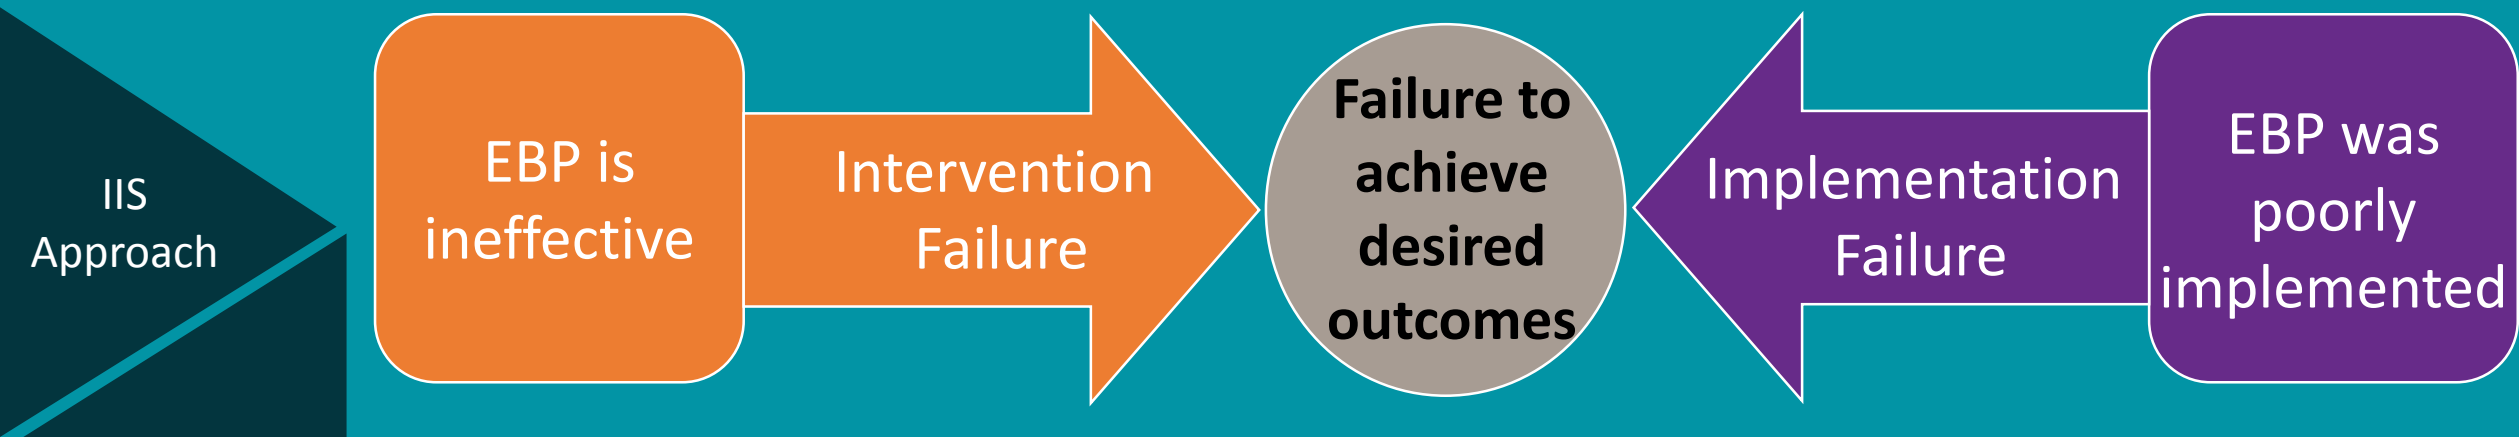 IIS
Approach
EBP is
ineffective
Intervention
Failure
Failure to
achieve
desired
outcomes
Implementation
Failure
EBP was
poorly
implemented